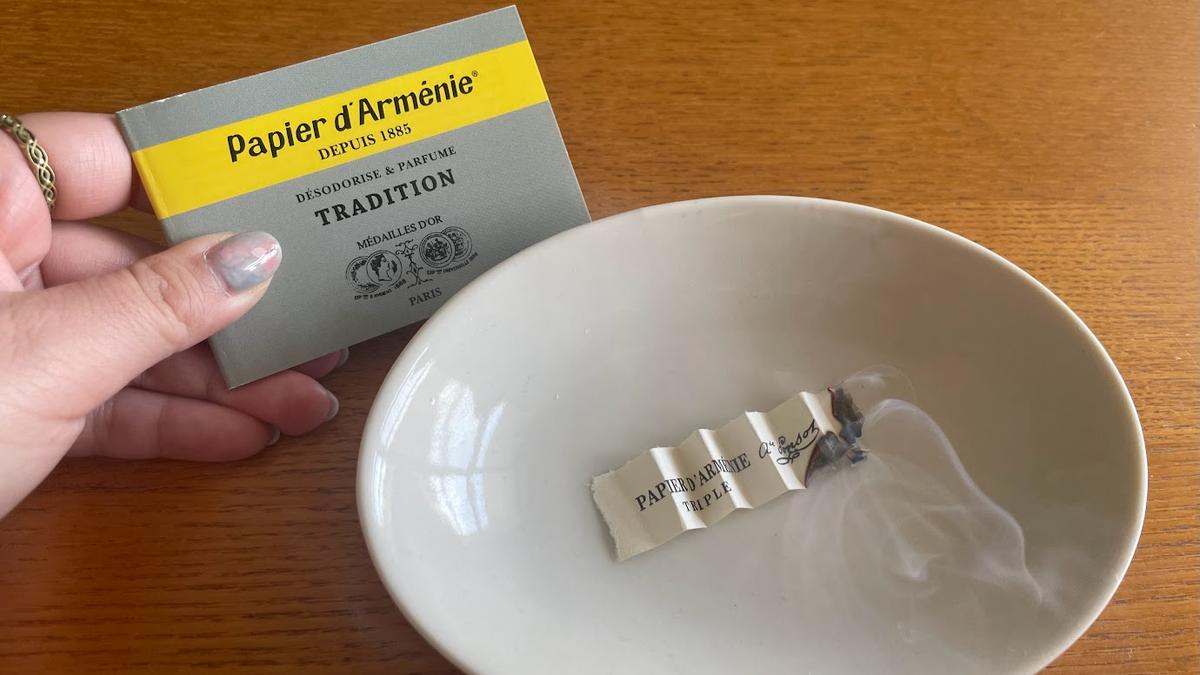 Papier d'Arménie®
DEPUIS 1885
DÉSODORISE & PARFUME
TRADITION
MÉDAILLES D'OR
PARIS
PAPIER D'ARMÉNIE
TRIPLE